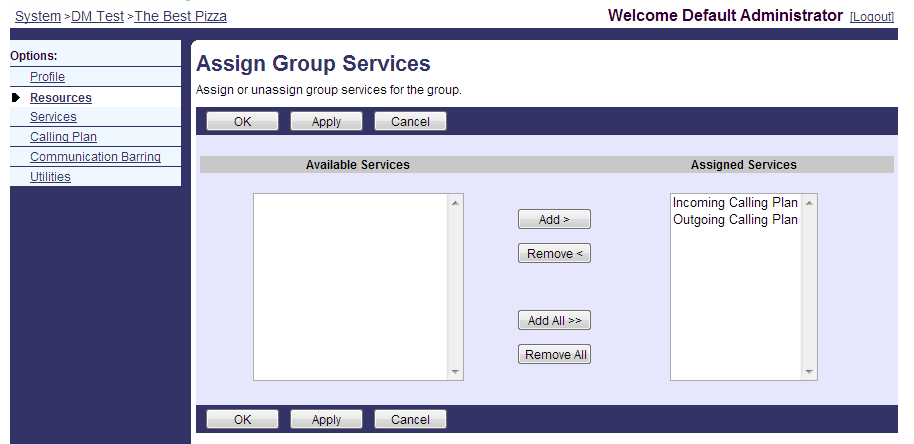 System >DM Test >The Best Pizza
Welcome Default Administrator [Logout]
Options:
Profile
Resources
Services
Calling Plan
Communication Barring
Utilities
Assign Group Services
Assign or unassign group services for the group.
OK Apply Cancel
Available Services Assigned Services
Incoming Calling Plan
Outgoing Calling Plan
Add >
Remove <
Add All >>
Remove All
OK Apply Cancel